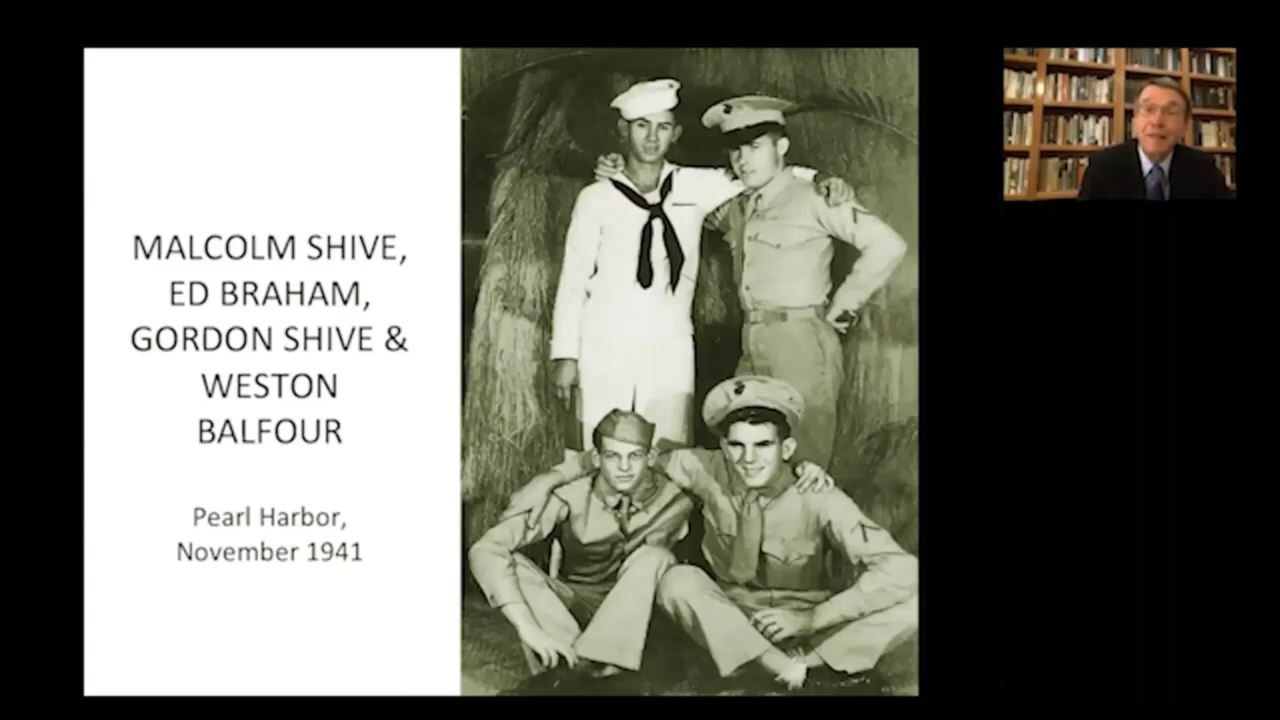 MALCOLM SHIVE,
ED BRAHAM,
GORDON SHIVE &
WESTON
BALFOUR
Pearl Harbor,
November 1941